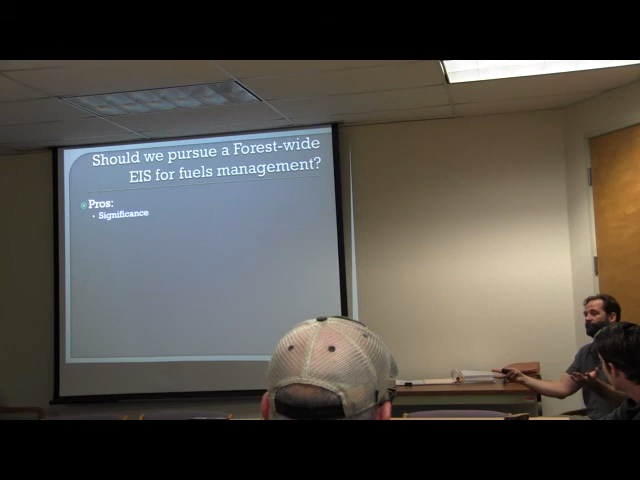 Should we pursue a Forest-wide
EIS for fuels management?
Pros:
Significance